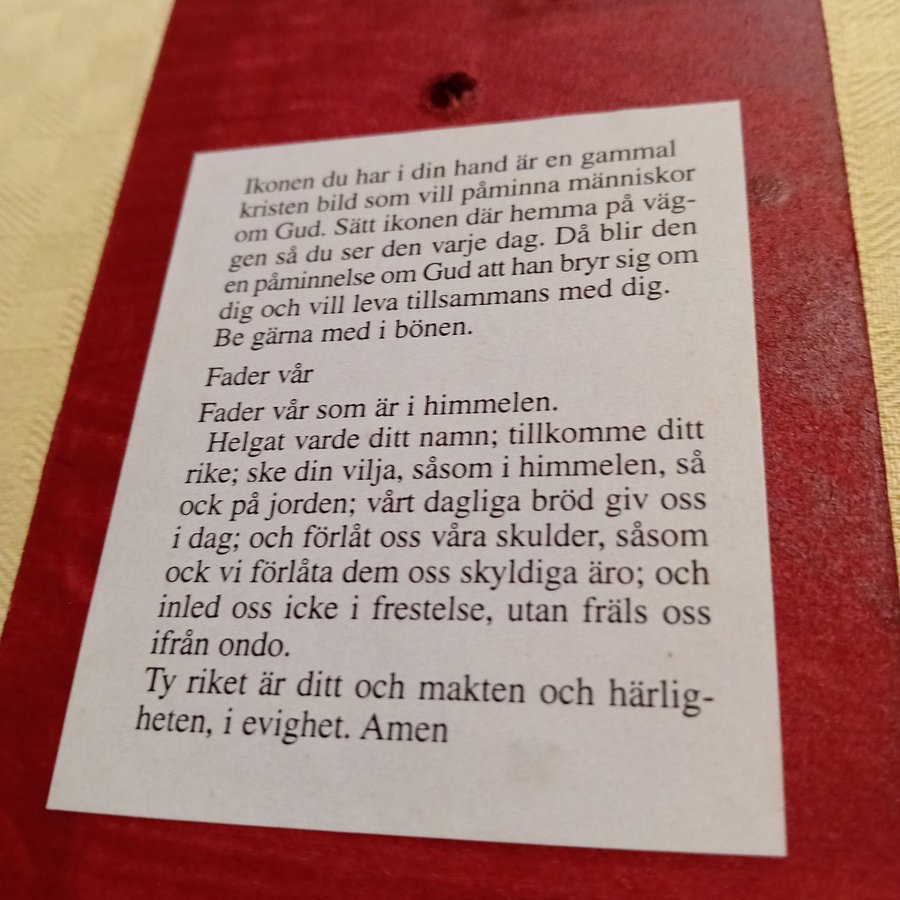 Ikonen du har i din hand är en gammal
kristen bild som vill påminna människor
om Gud. Sätt ikonen där hemma på väg-
gen så du ser den varje dag. Då blir den
en påminnelse om Gud att han bryr sig om
dig och vill leva tillsammans med dig.
Be gärna med i bönen.
Fader vår
Fader vår som är i himmelen.
Helgat varde ditt namn; tillkomme ditt
rike; ske din vilja, såsom i himmelen, så
ock på jorden; vårt dagliga bröd giv oss
i dag; och förlåt oss våra skulder, såsom
ock vi förlåta dem oss skyldiga äro; och
inled oss icke i frestelse, utan fräls oss
ifrån ondo.
Ty riket är ditt och makten och härlig-
heten, i evighet. Amen